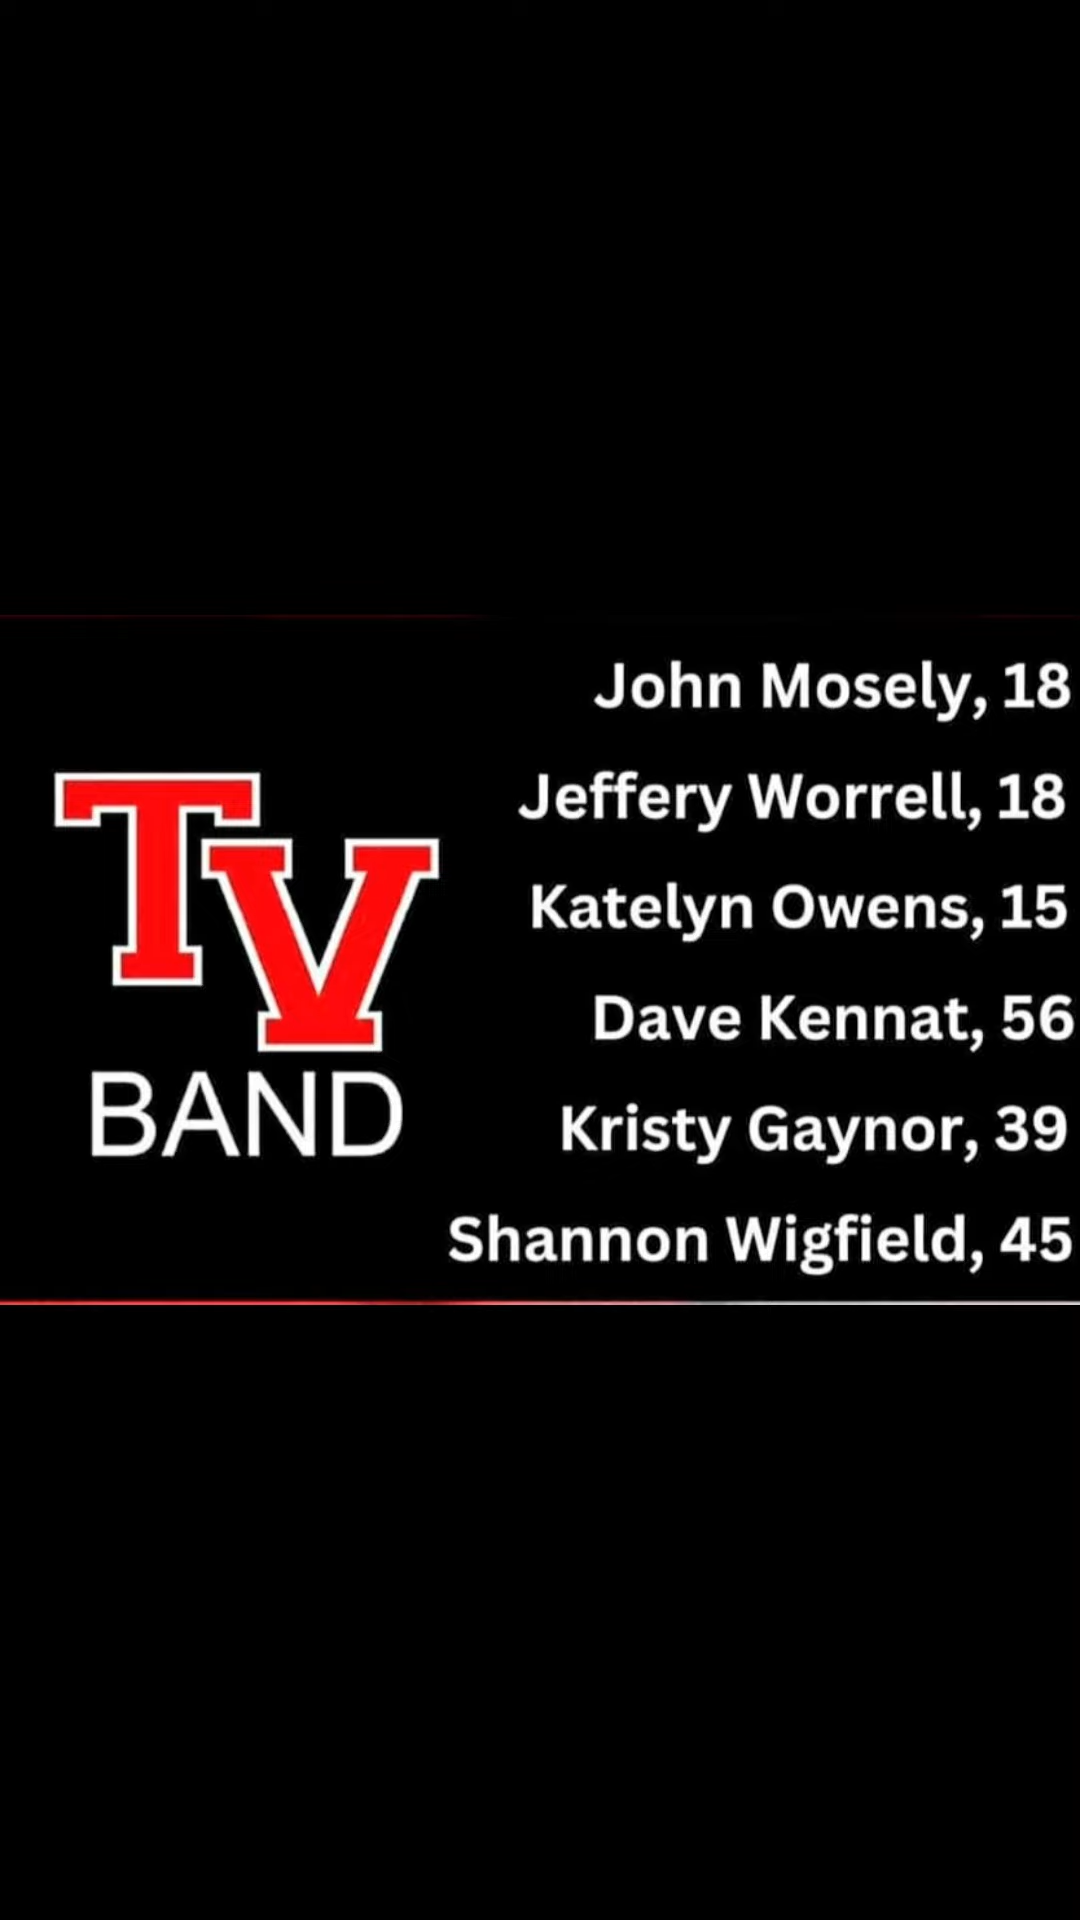 TV
BAND
John Mosely, 18
Jeffery Worrell, 18
Katelyn Owens, 15
Dave Kennat, 56
Kristy Gaynor, 39
Shannon Wigfield, 45